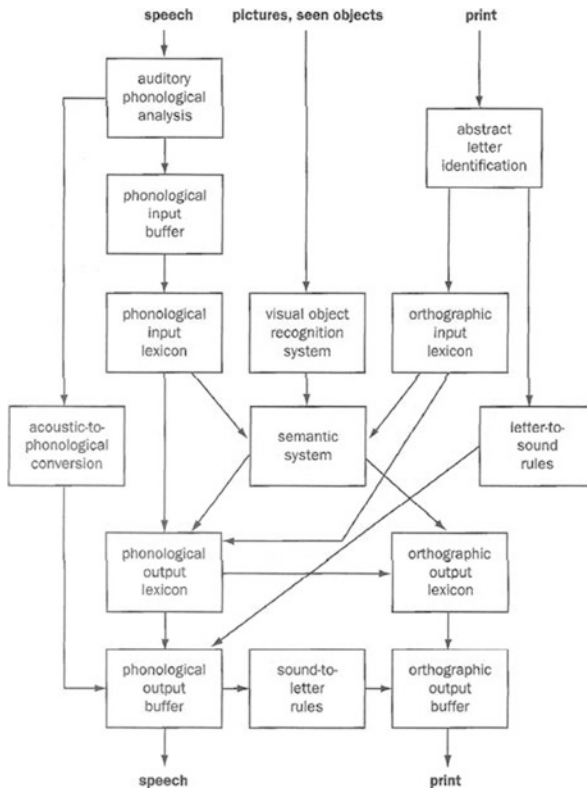 speech
pictures, seen objects
print
auditory
phonological
analysis
abstract
letter
identification
phonological
input
buffer
phonological
input
lexicon
visual object
recognition
system
orthographic
input
lexicon
acoustic-to-
phonological
conversion
semantic
system
letter-to-
sound
rules
phonological
output
lexicon
orthographic
output
lexicon
phonological
output
buffer
sound-to-
letter
rules
orthographic
output
buffer
speech
print